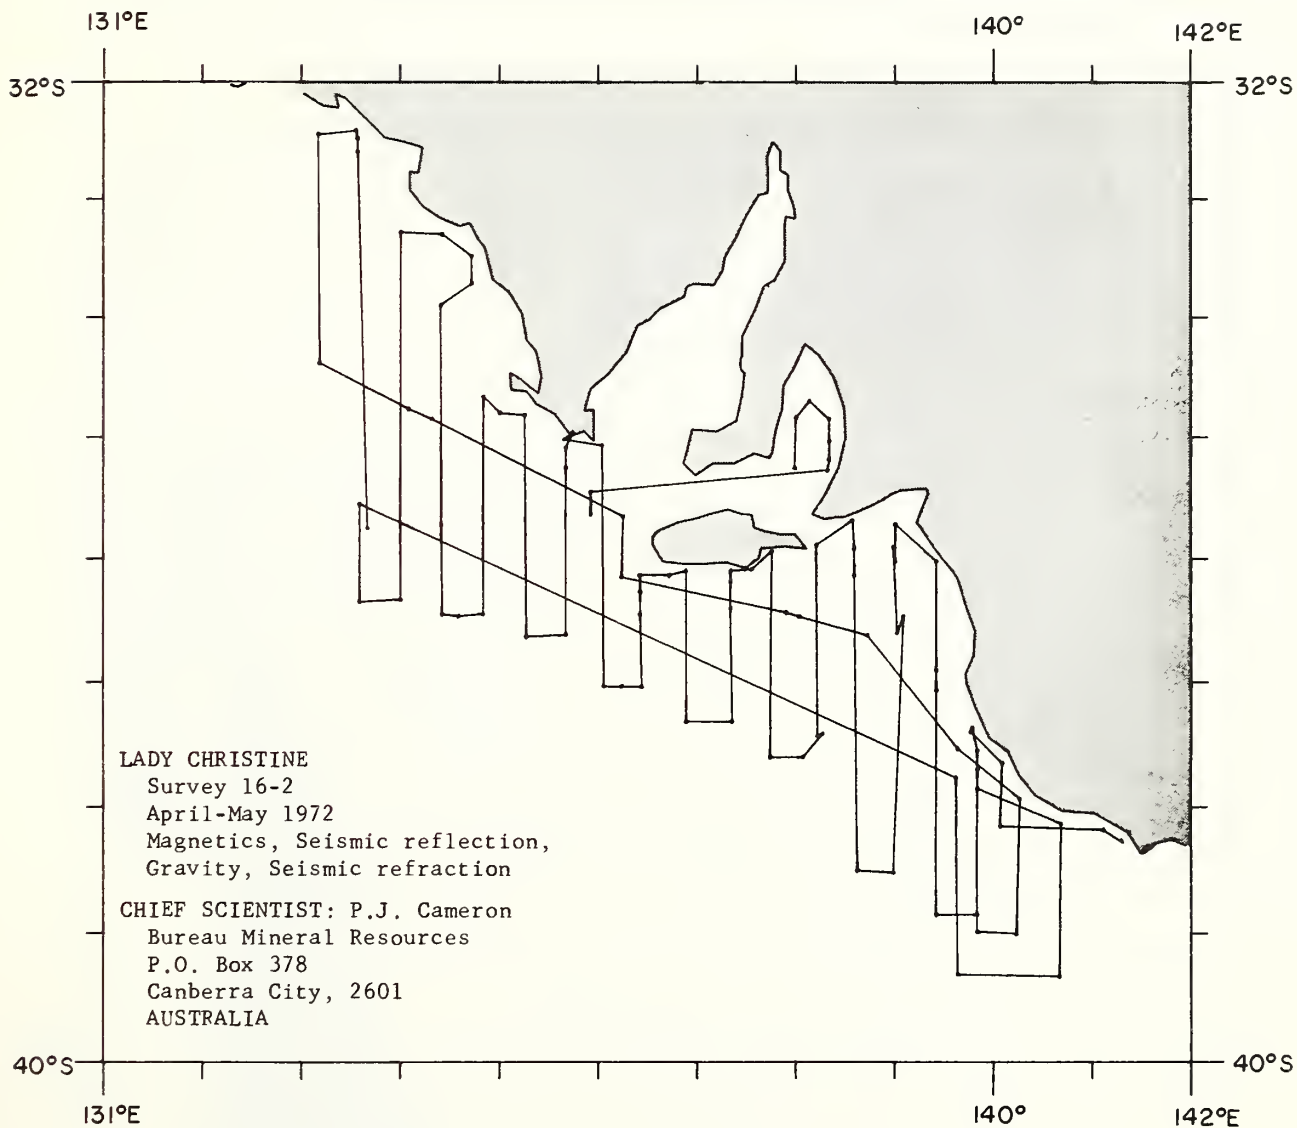 131°E 140° 142°E
32°S 32°S
LADY CHRISTINE
Survey 16-2
April-May 1972
Magnetics, Seismic reflection,
Gravity, Seismic refraction
CHIEF SCIENTIST: P.J. Cameron
Bureau Mineral Resources
P.O. Box 378
Canberra City, 2601
AUSTRALIA
40°S 40°S
131°E 140° 142°E